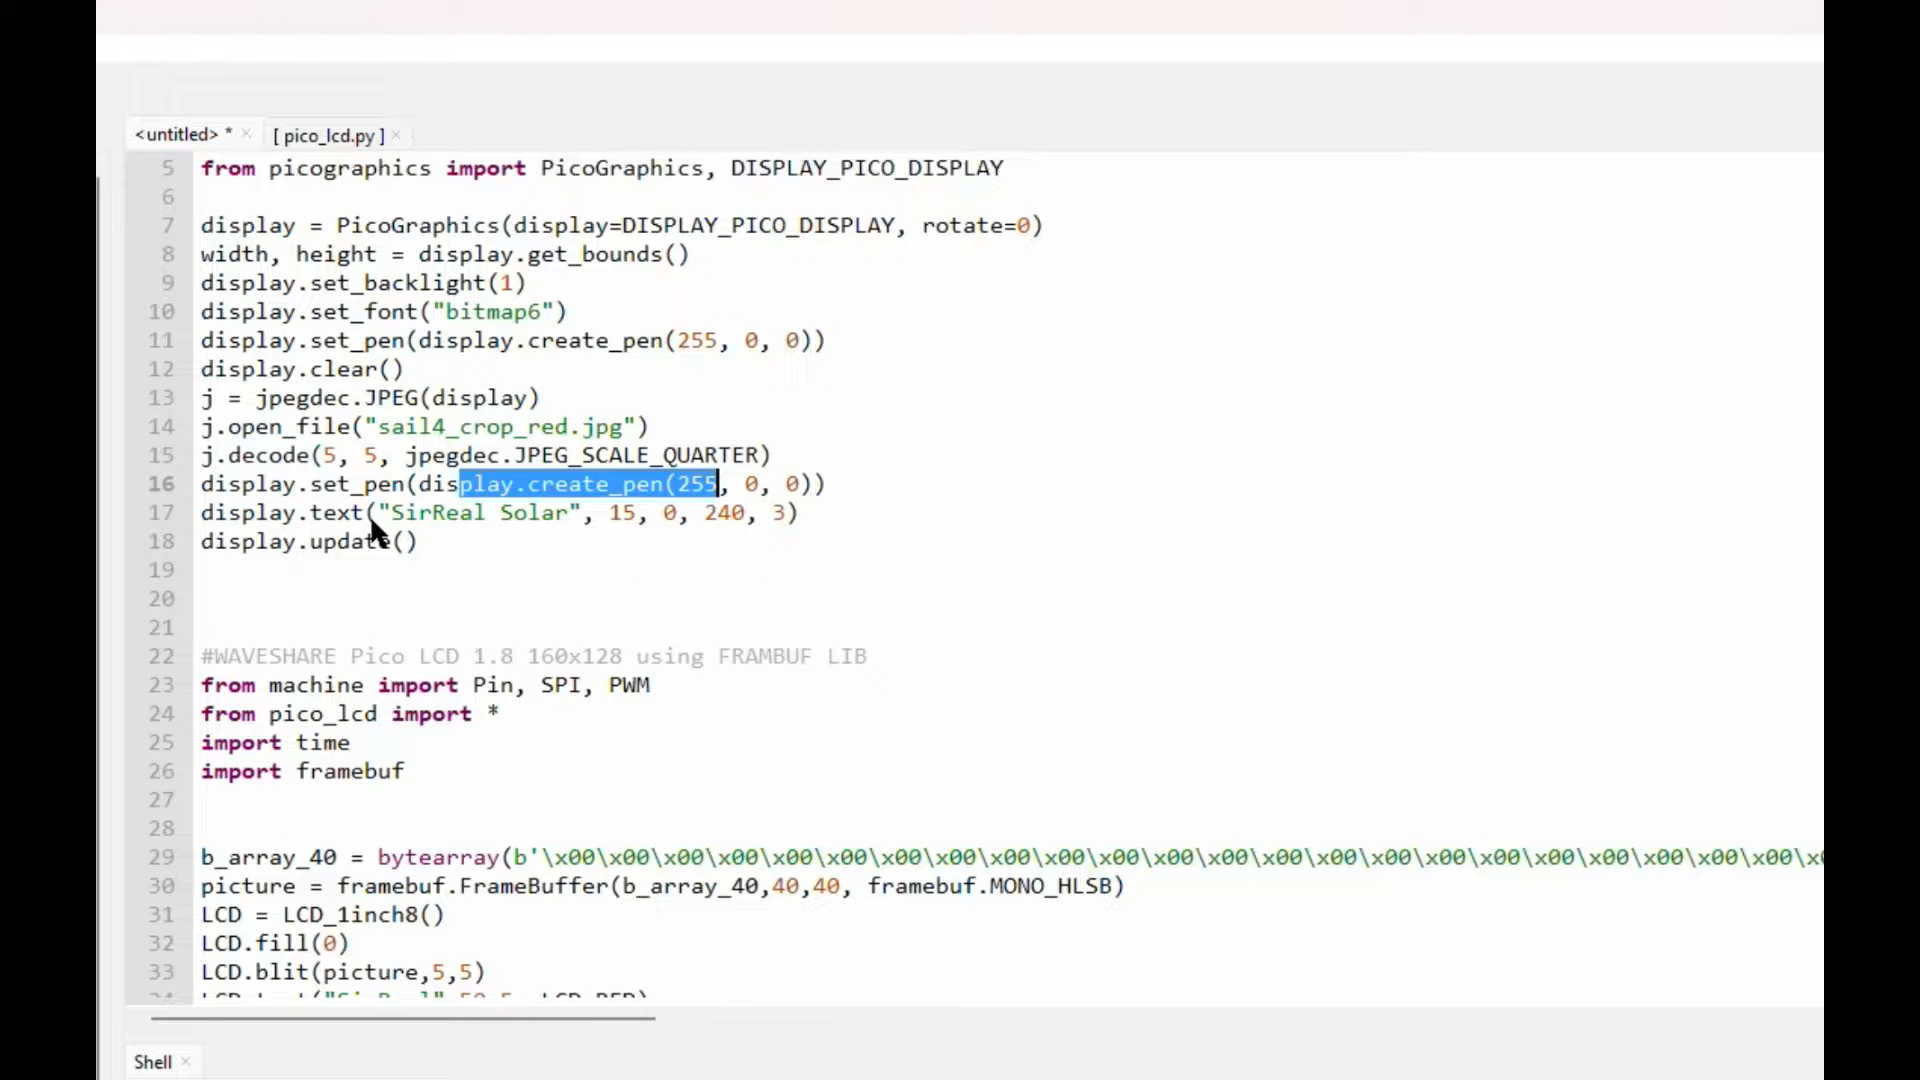 <untitled> * × [ pico_lcd.py ] ×
5 from picographics import PicoGraphics, DISPLAY_PICO_DISPLAY
6
7 display = PicoGraphics(display=DISPLAY_PICO_DISPLAY, rotate=0)
8 width, height = display.get_bounds()
9 display.set_backlight(1)
10 display.set_font("bitmap6")
11 display.set_pen(display.create_pen(255, 0, 0))
12 display.clear()
13 j = jpegdec.JPEG(display)
14 j.open_file("sail4_crop_red.jpg")
15 j.decode(5, 5, jpegdec.JPEG_SCALE_QUARTER)
16 display.set_pen(display.create_pen(255, 0, 0))
17 display.text("SirReal Solar", 15, 0, 240, 3)
18 display.update()
19
20
21
22 #WAVESHARE Pico LCD 1.8 160x128 using FRAMBUF LIB
23 from machine import Pin, SPI, PWM
24 from pico_lcd import *
25 import time
26 import framebuf
27
28
29 b_array_40 = bytearray(b'\x00\x00\x00\x00\x00\x00\x00\x00\x00\x00\x00\x00\x00\x00\x00\x00\x00\x00\x00\x00\x00\x00\x00\x
30 picture = framebuf.FrameBuffer(b_array_40,40,40, framebuf.MONO_HLSB)
31 LCD = LCD_1inch8()
32 LCD.fill(0)
33 LCD.blit(picture,5,5)
Shell ×